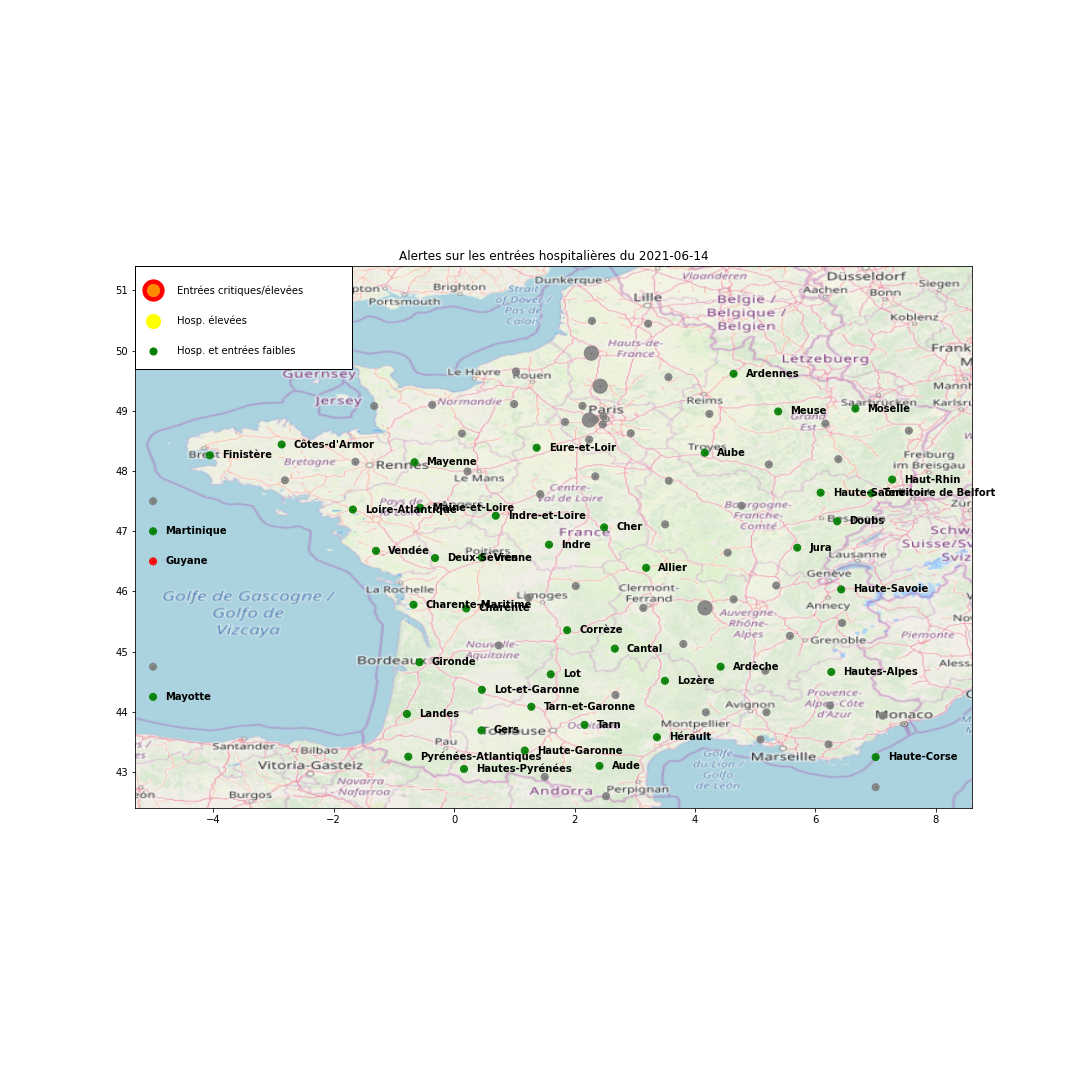 Alertes sur les entrées hospitalières du 2021-06-14
Entrées critiques/élevées
Hosp. élevées
Hosp. et entrées faibles
51
50
49
48
47
46
45
44
43
−4
−2
0
2
4
6
8
Brighton
Portsmouth
Strait
of Dover /
Pas de
Calais
Dunkerque
Lille
Vlaanderen
België /
Belgique /
Belgien
Düsseldorf
Aachen
Bonn
Siegen
Koblenz
Hauts-de-
France
Lëtzebuerg
Guernsey
Jersey
Le Havre
Rouen
Normandie
Paris
Reims
Ardennes
Meuse
Moselle
Saarbrücken
Grand
Est
Côtes-d'Armor
Finistère
Brest
Bretagne
Rennes
Mayenne
Le Mans
Eure-et-Loir
Troyes
Aube
Freiburg
im Breisgau
Haut-Rhin
Haute-Saône
Territoire de Belfort
Centre-
Val de Loire
Pays de
la Loire
Angers
Loire-Atlantique
Maine-et-Loire
Indre-et-Loire
Cher
Bourgogne-
Franche-
Comté
Besançon
Doubs
Martinique
Guyane
Vendée
Deux-Sèvres
Poitiers
Vienne
Indre
France
Jura
Lausanne
Genève
Allier
La Rochelle
Charente-Maritime
Charente
Limoges
Clermont-
Ferrand
Haute-Savoie
Annecy
Golfe de Gascogne /
Golfo de
Vizcaya
Auvergne-
Rhône-
Alpes
Grenoble
Piemonte
Corrèze
Cantal
Nouvelle-
Aquitaine
Bordeaux
Gironde
Lot
Lozère
Ardèche
Hautes-Alpes
Mayotte
Lot-et-Garonne
Tarn-et-Garonne
Landes
Avignon
Provence-
Alpes-Côte
d'Azur
Monaco
Gers
Toulouse
Occitanie
Tarn
Montpellier
Hérault
Pau
Pyrénées-Atlantiques
Haute-Garonne
Hautes-Pyrénées
Aude
Golfe
du Lion /
Golfo
de León
Marseille
Haute-Corse
Santander
Bilbao
Vitoria-Gasteiz
Navarra
- Nafarroa
Burgos
Andorra
Perpignan